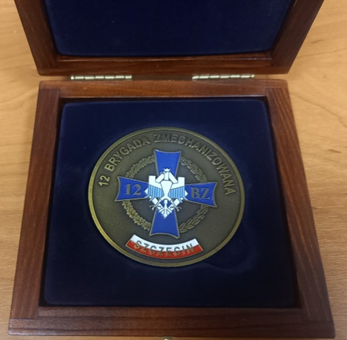 12 BRYGADA ZMECHANIZOWANA
12 BZ
SZCZECIN